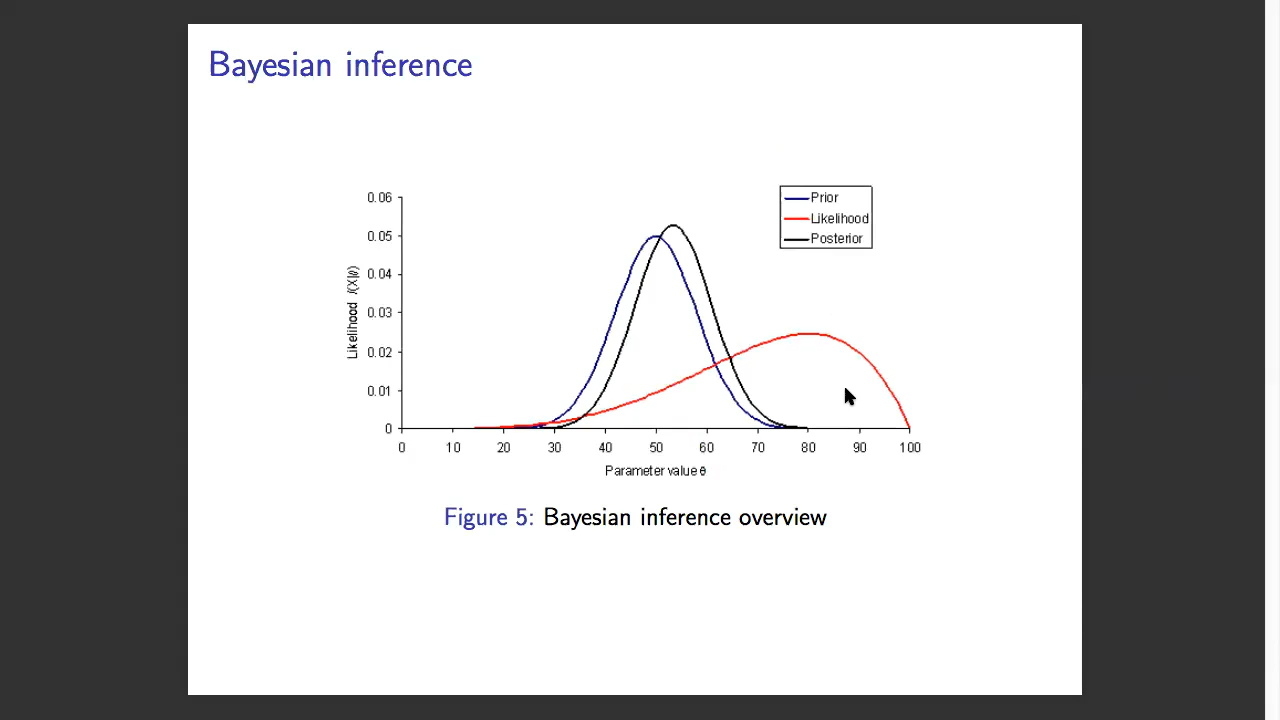 Bayesian inference
0.06
0.05
0.04
0.03
0.02
0.01
0
Likelihood l(X|θ)
Prior
Likelihood
Posterior
0 10 20 30 40 50 60 70 80 90 100
Parameter value θ
Figure 5: Bayesian inference overview